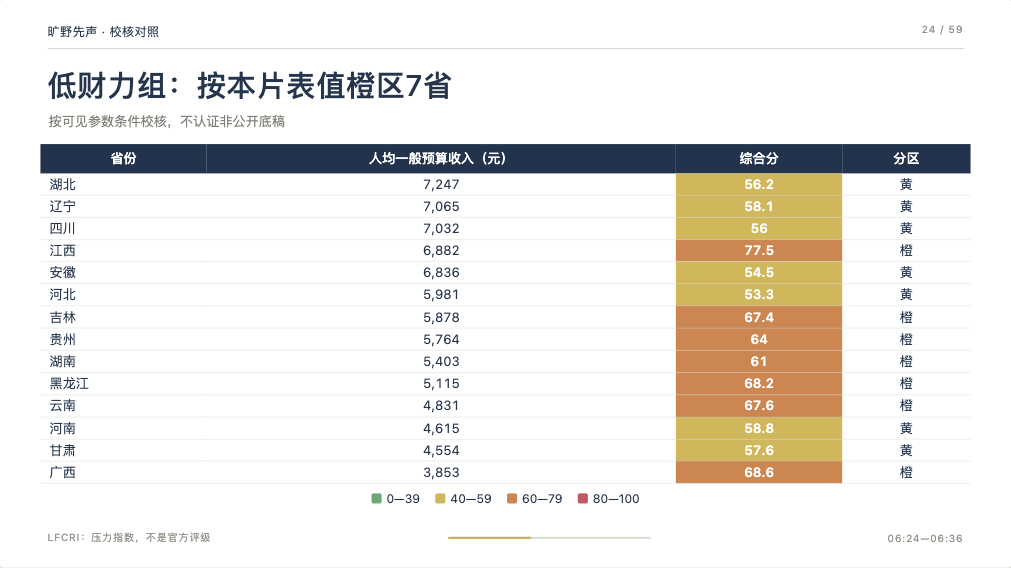 旷野先声 · 校核对照
24 / 59
低财力组：按本片表值橙区7省
按可见参数条件校核，不认证非公开底稿
省份 人均一般预算收入（元） 综合分 分区
湖北 7,247 56.2 黄
辽宁 7,065 58.1 黄
四川 7,032 56 黄
江西 6,882 77.5 橙
安徽 6,836 54.5 黄
河北 5,981 53.3 黄
吉林 5,878 67.4 橙
贵州 5,764 64 橙
湖南 5,403 61 橙
黑龙江 5,115 68.2 橙
云南 4,831 67.6 橙
河南 4,615 58.8 黄
甘肃 4,554 57.6 黄
广西 3,853 68.6 橙
0—39 40—59 60—79 80—100
LFCRI：压力指数，不是官方评级
06:24—06:36